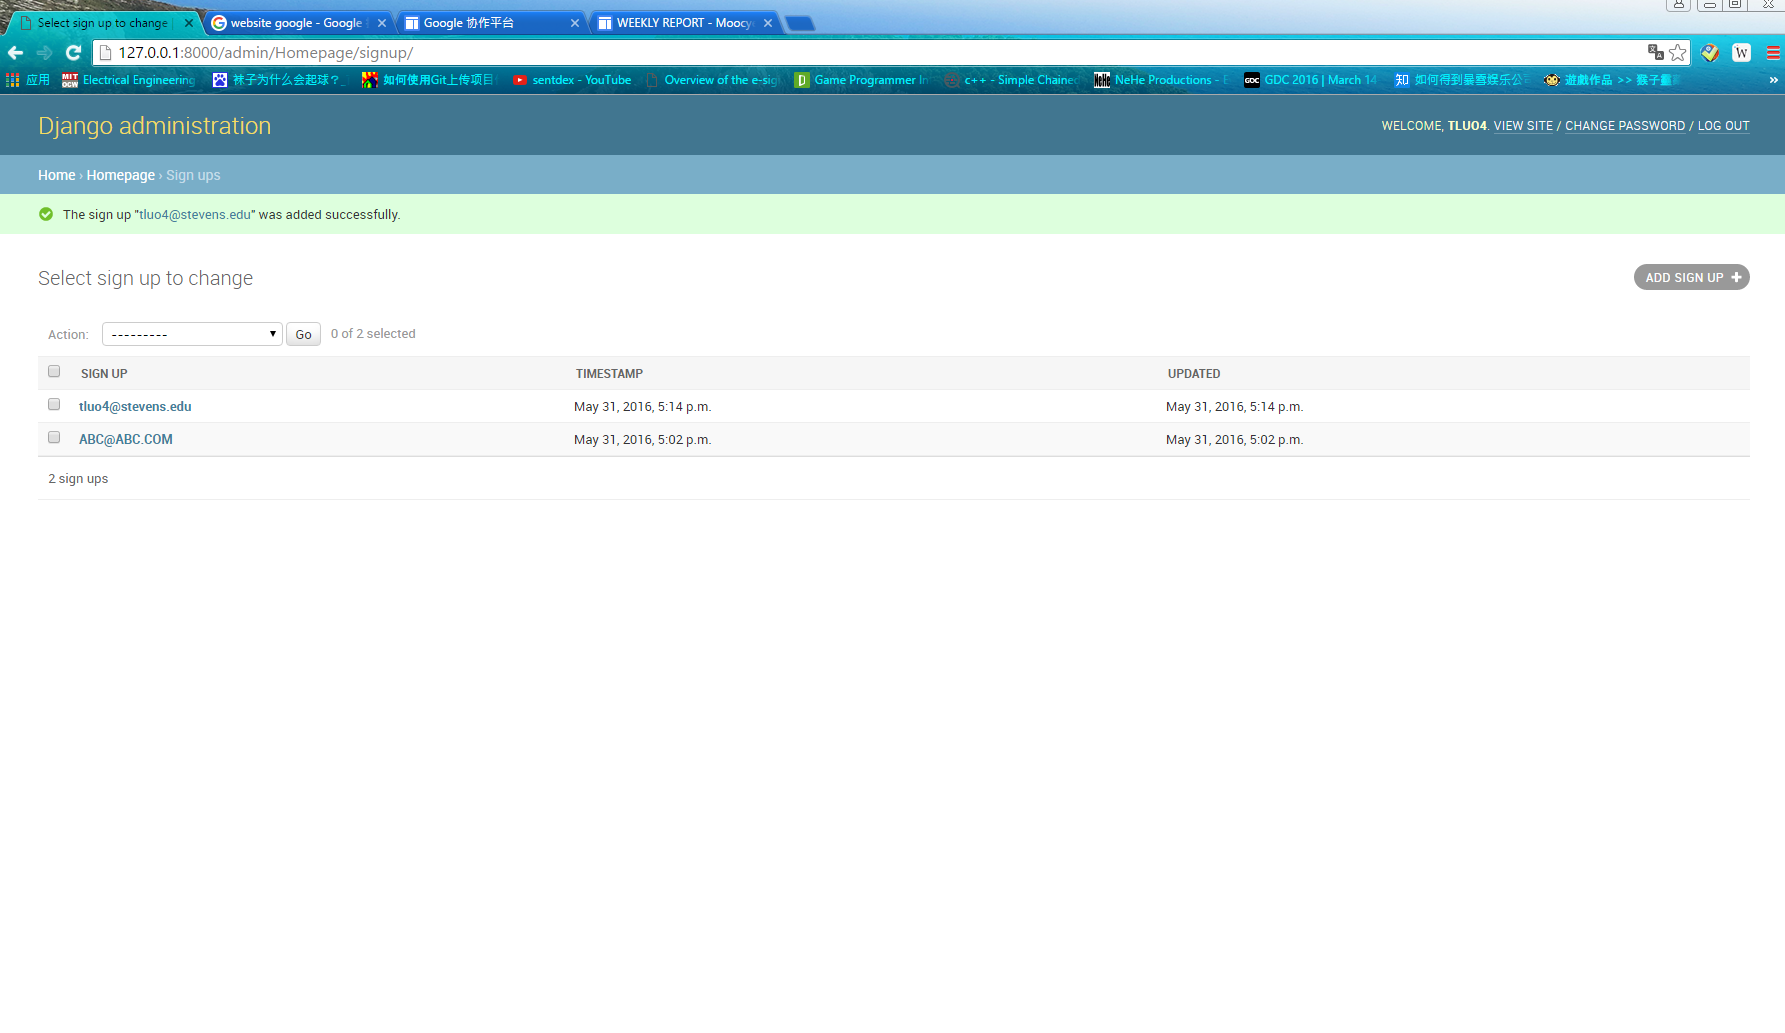 Select sign up to change
website google - Google
Google 协作平台
WEEKLY REPORT - Moocy
127.0.0.1:8000/admin/Homepage/signup/
应用
MIT OCW
Electrical Engineering
袜子为什么会起球?_
如何使用Git上传项目
sentdex - YouTube
Overview of the e-sig
Game Programmer In
c++ - Simple Chained
NeHe
NeHe Productions - E
GDC
GDC 2016 | March 14
知
如何得到暴雪娱乐公
遊戲作品 >> 猴子靈
»
W
Django administration
WELCOME, TLUO4. VIEW SITE / CHANGE PASSWORD / LOG OUT
Home › Homepage › Sign ups
The sign up "tluo4@stevens.edu" was added successfully.
Select sign up to change
ADD SIGN UP +
Action: --------- Go 0 of 2 selected
SIGN UP TIMESTAMP UPDATED
tluo4@stevens.edu May 31, 2016, 5:14 p.m. May 31, 2016, 5:14 p.m.
ABC@ABC.COM May 31, 2016, 5:02 p.m. May 31, 2016, 5:02 p.m.
2 sign ups